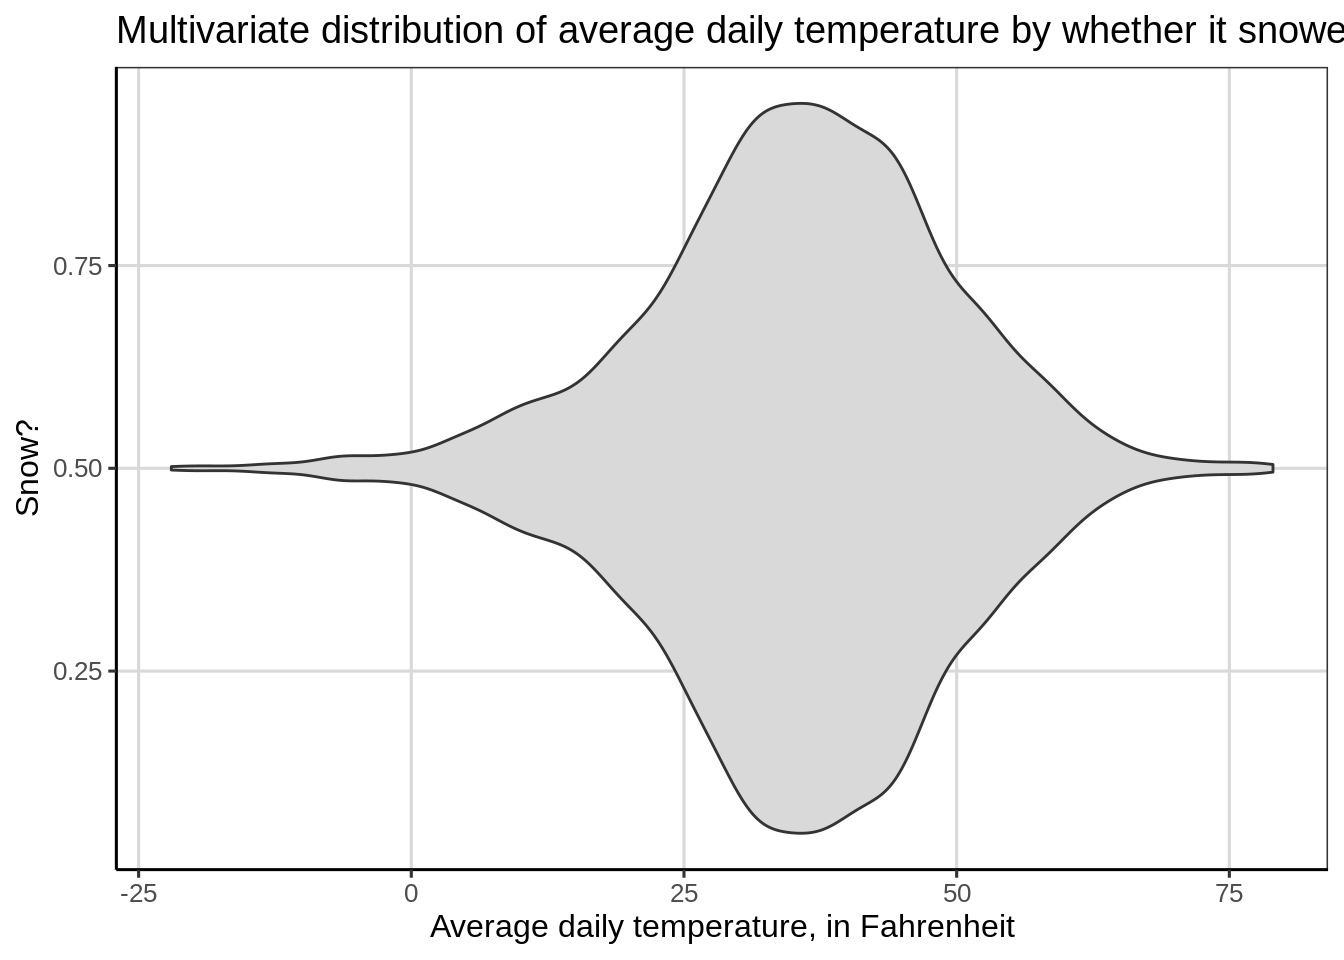 Multivariate distribution of average daily temperature by whether it snowe
0.75
0.50
0.25
Snow?
-25 0 25 50 75
Average daily temperature, in Fahrenheit